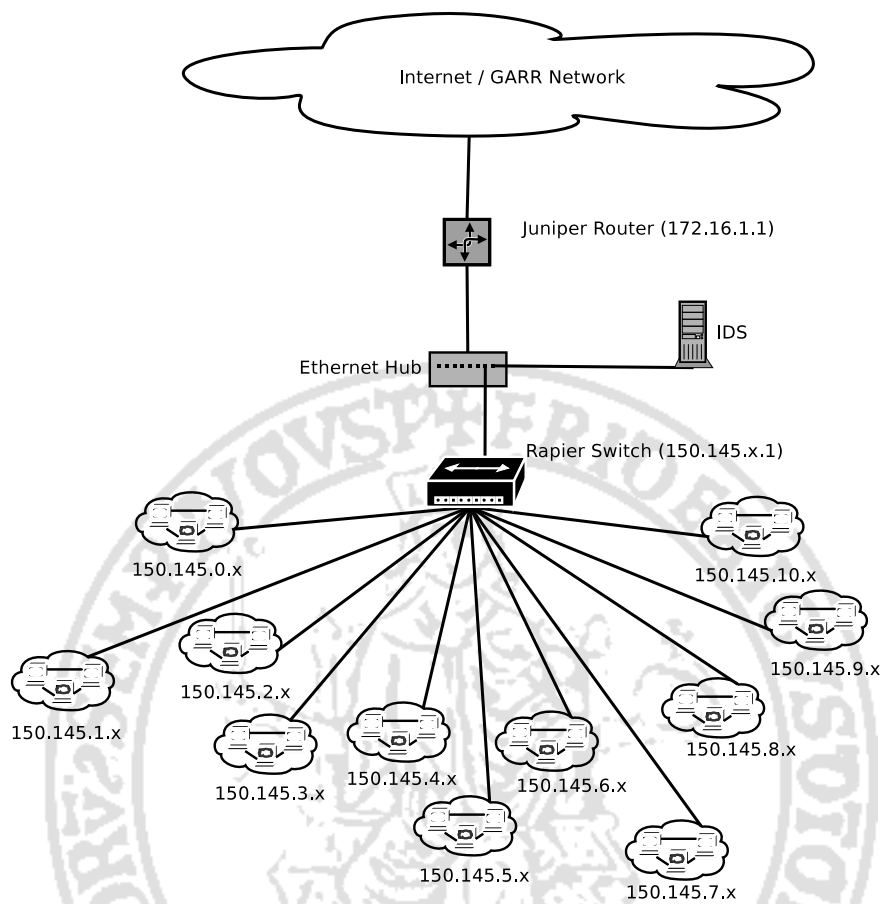 Internet / GARR Network
Juniper Router (172.16.1.1)
IDS
Ethernet Hub
Rapier Switch (150.145.x.1)
150.145.0.x
150.145.10.x
150.145.9.x
150.145.2.x
150.145.1.x
150.145.8.x
150.145.4.x
150.145.6.x
150.145.3.x
150.145.5.x
150.145.7.x